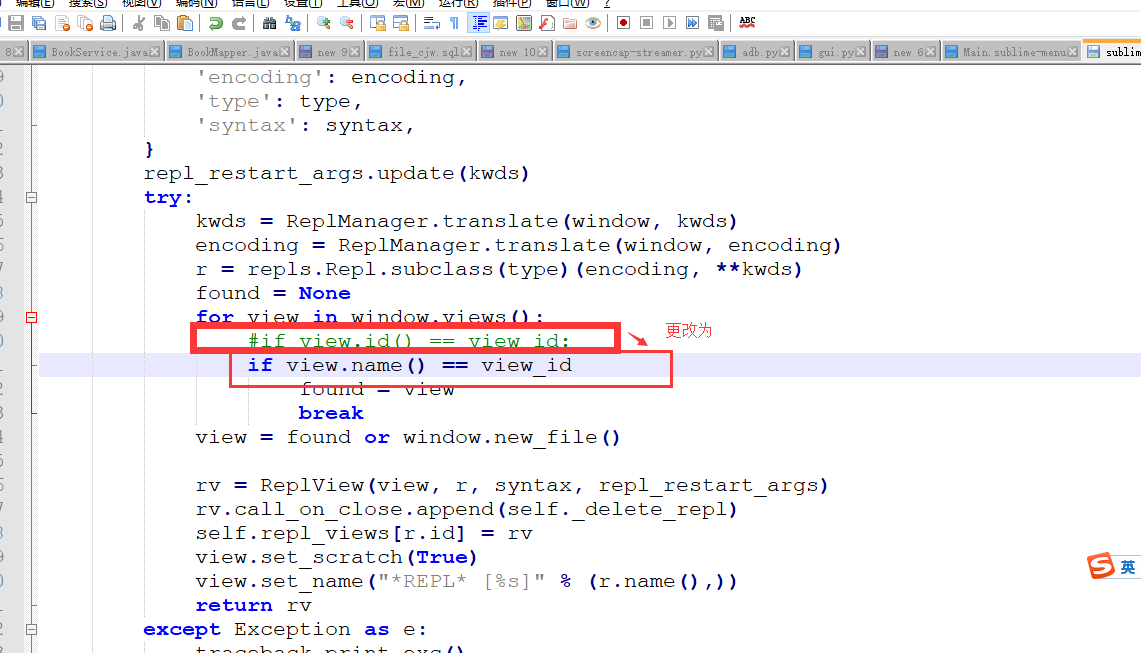 编辑(E) 搜索(S) 视图(V) 编码(N) 语言(L) 设置(T) 工具(O) 宏(M) 运行(R) 插件(P) 窗口(W) ?
ABC
8 BookService.java BookMapper.java new 9 file_cjw.sql new 10 screencap-streamer.py adb.py gui.py new 6 Main.sublime-menu sublim
'encoding': encoding,
'type': type,
'syntax': syntax,
}
repl_restart_args.update(kwds)
try:
kwds = ReplManager.translate(window, kwds)
encoding = ReplManager.translate(window, encoding)
r = repls.Repl.subclass(type)(encoding, **kwds)
found = None
for view in window.views():
#if view.id() == view_id:
更改为
if view.name() == view_id
found = view
break
view = found or window.new_file()
rv = ReplView(view, r, syntax, repl_restart_args)
rv.call_on_close.append(self._delete_repl)
self.repl_views[r.id] = rv
view.set_scratch(True)
view.set_name("*REPL* [%s]" % (r.name(),))
return rv
except Exception as e:
traceback.print_exc()
S 英